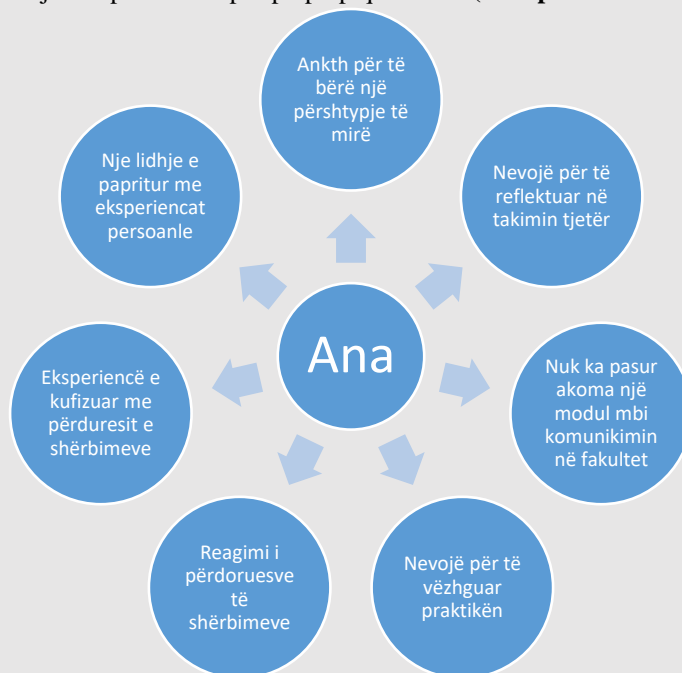 Ankth për të
bërë një
përshtypje të
mirë
Nevojë për të
reflektuar në
takimin tjetër
Nuk ka pasur
akoma një
modul mbi
komunikimin
në fakultet
Nevojë për të
vëzhguar
praktikën
Reagimi i
përdoruesve
të
shërbimeve
Eksperiencë e
kufizuar me
përduresit e
shërbimeve
Nje lidhje e
papritur me
eksperiencat
persoanle
Ana